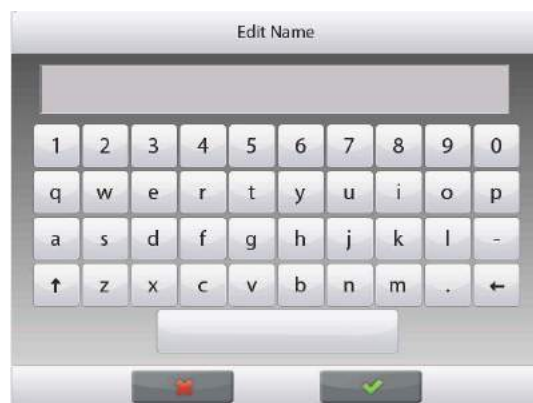 Edit Name
1 2 3 4 5 6 7 8 9 0
q w e r t y u i o p
a s d f g h j k l -
↑ z x c v b n m . ←